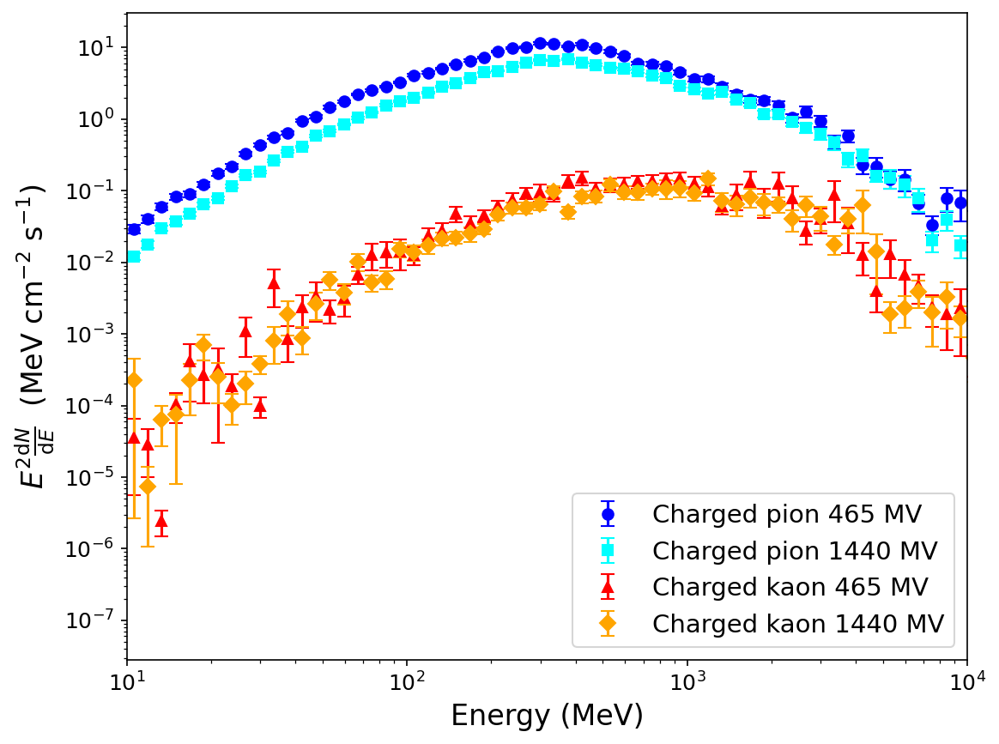 10¹
10⁰
10⁻¹
10⁻²
10⁻³
10⁻⁴
10⁻⁵
10⁻⁶
10⁻⁷
E² dN/dE (MeV cm⁻² s⁻¹)
Charged pion 465 MV
Charged pion 1440 MV
Charged kaon 465 MV
Charged kaon 1440 MV
10¹ 10² 10³ 10⁴
Energy (MeV)